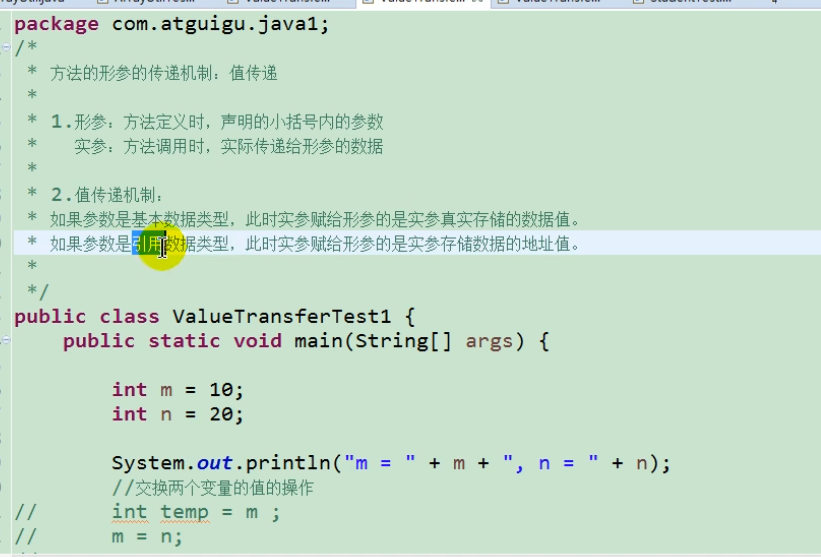 package com.atguigu.java1;
/*
 * 方法的形参的传递机制：值传递
 *
 * 1.形参：方法定义时，声明的小括号内的参数
 *   实参：方法调用时，实际传递给形参的数据
 *
 * 2.值传递机制：
 * 如果参数是基本数据类型，此时实参赋给形参的是实参真实存储的数据值。
 * 如果参数是引用数据类型，此时实参赋给形参的是实参存储数据的地址值。
 *
 */
public class ValueTransferTest1 {
    public static void main(String[] args) {
        int m = 10;
        int n = 20;
        System.out.println("m = " + m + ", n = " + n);
        //交换两个变量的值的操作
//      int temp = m ;
//      m = n;